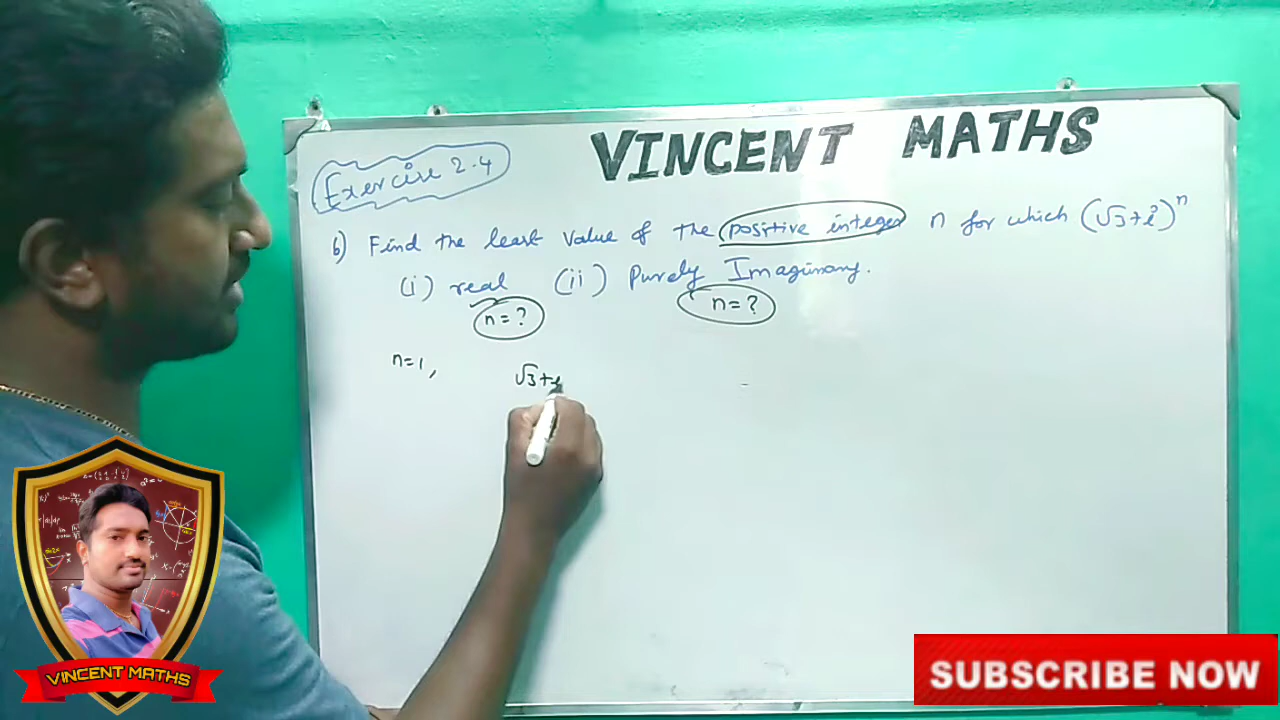 VINCENT MATHS
Exercise 2.4
6) Find the least value of the positive integer n for which (√3+i)ⁿ
(i) real (ii) Purely Imaginary.
n=? n=?
n=1, √3+i
VINCENT MATHS
SUBSCRIBE NOW